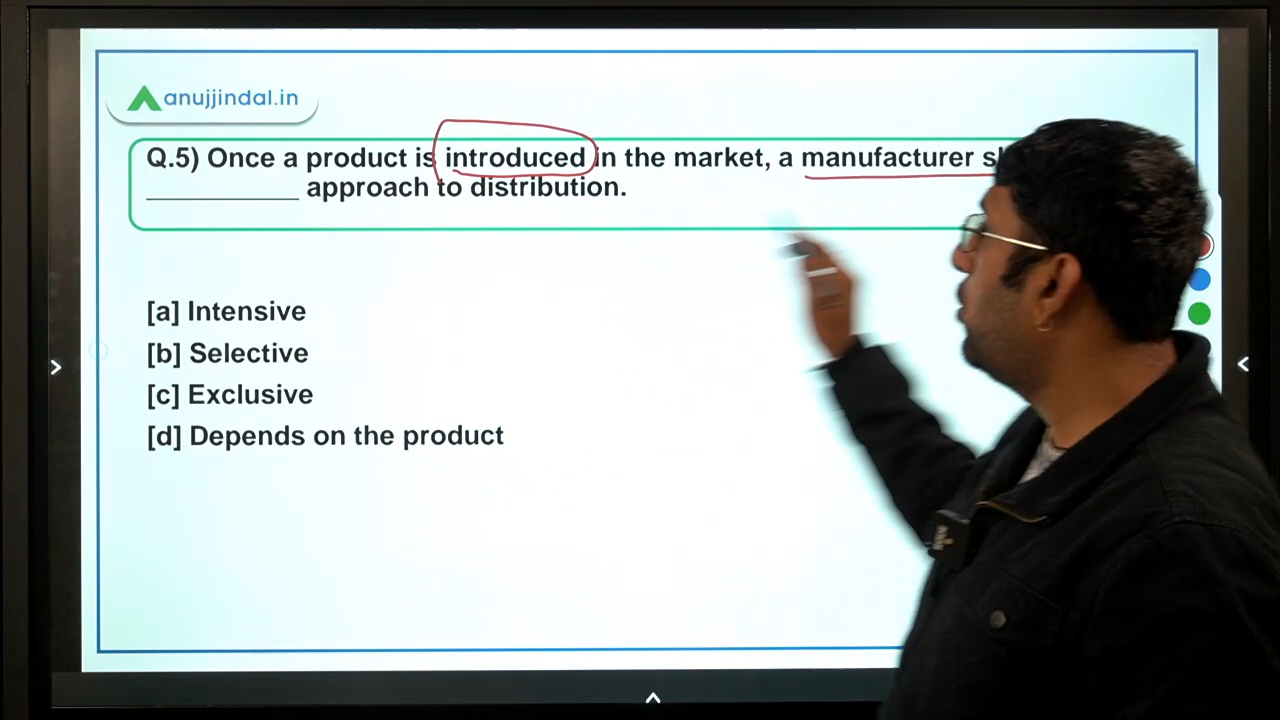 anujjindal.in
Q.5) Once a product is introduced in the market, a manufacturer
approach to distribution.
[a] Intensive
[b] Selective
[c] Exclusive
[d] Depends on the product